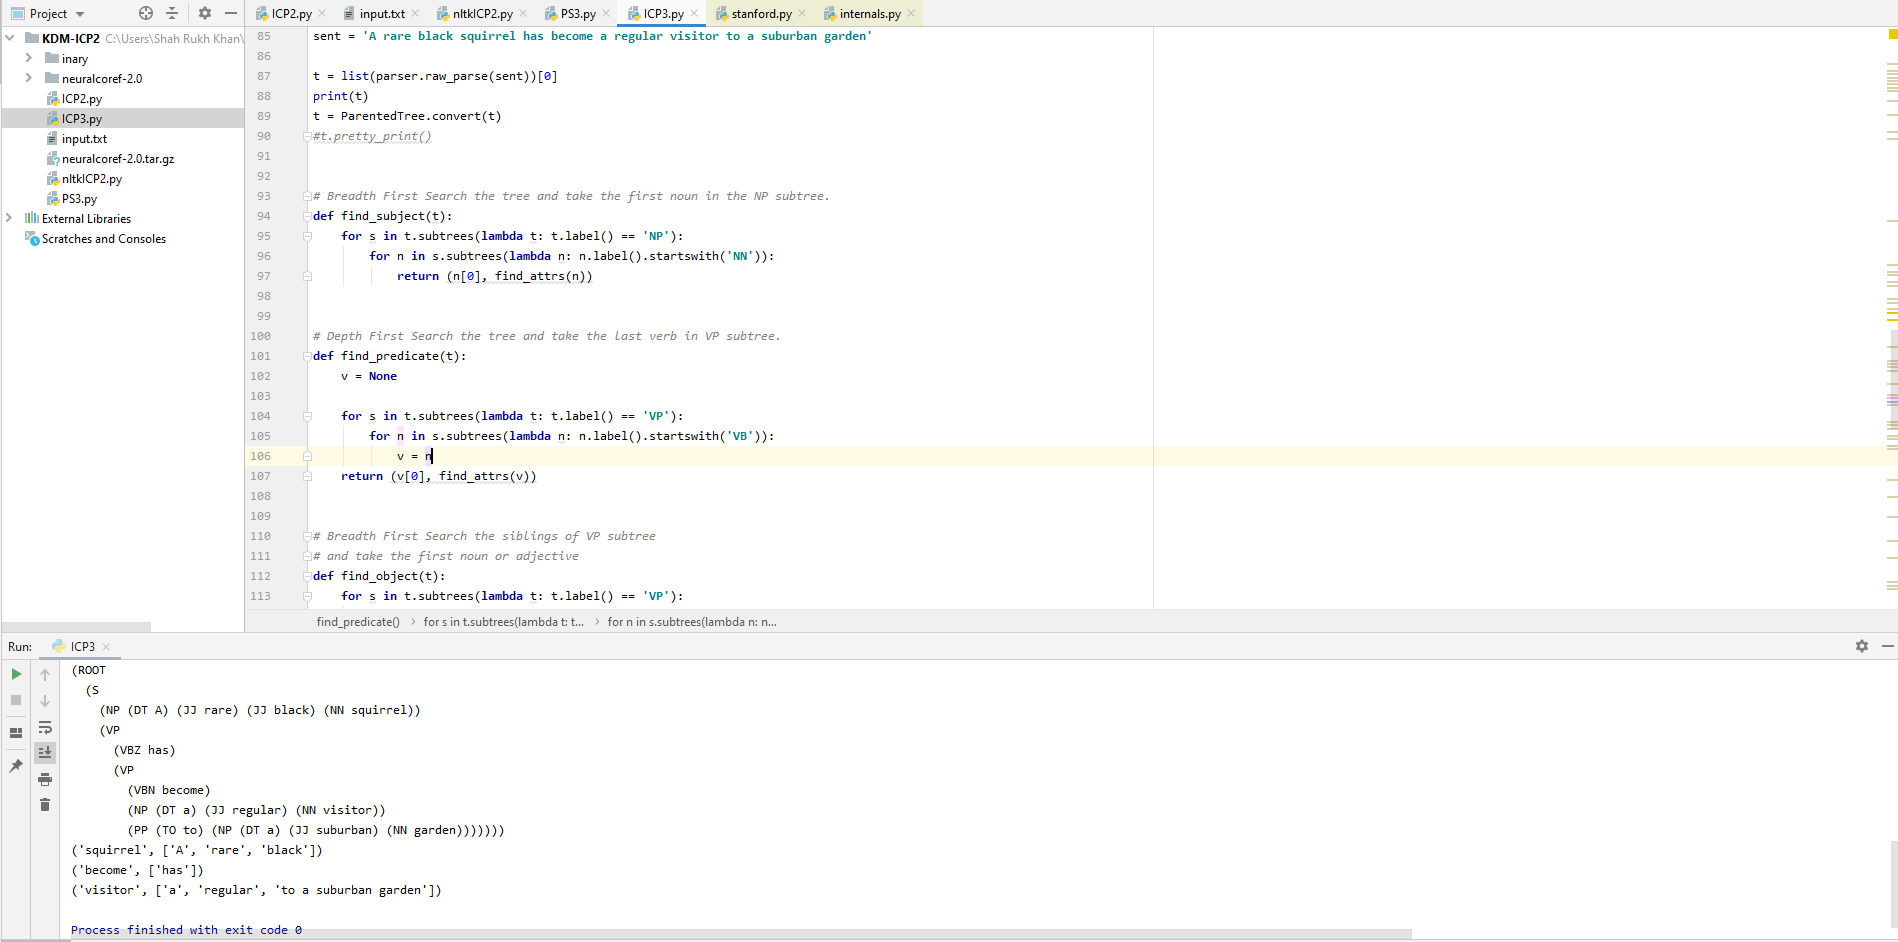 Project
ICP2.py
input.txt
nltkICP2.py
PS3.py
ICP3.py
stanford.py
internals.py
KDM-ICP2 C:\Users\Shah Rukh Khan\
inary
neuralcoref-2.0
ICP2.py
ICP3.py
input.txt
neuralcoref-2.0.tar.gz
nltkICP2.py
PS3.py
External Libraries
Scratches and Consoles
85 sent = 'A rare black squirrel has become a regular visitor to a suburban garden'
86
87 t = list(parser.raw_parse(sent))[0]
88 print(t)
89 t = ParentedTree.convert(t)
90 #t.pretty_print()
91
92
93 # Breadth First Search the tree and take the first noun in the NP subtree.
94 def find_subject(t):
95     for s in t.subtrees(lambda t: t.label() == 'NP'):
96         for n in s.subtrees(lambda n: n.label().startswith('NN')):
97             return (n[0], find_attrs(n))
98
99
100 # Depth First Search the tree and take the last verb in VP subtree.
101 def find_predicate(t):
102     v = None
103
104     for s in t.subtrees(lambda t: t.label() == 'VP'):
105         for n in s.subtrees(lambda n: n.label().startswith('VB')):
106             v = n
107     return (v[0], find_attrs(v))
108
109
110 # Breadth First Search the siblings of VP subtree
111 # and take the first noun or adjective
112 def find_object(t):
113     for s in t.subtrees(lambda t: t.label() == 'VP'):
find_predicate() › for s in t.subtrees(lambda t: t... › for n in s.subtrees(lambda n: n...
Run: ICP3
(ROOT
  (S
    (NP (DT A) (JJ rare) (JJ black) (NN squirrel))
    (VP
      (VBZ has)
      (VP
        (VBN become)
        (NP (DT a) (JJ regular) (NN visitor))
        (PP (TO to) (NP (DT a) (JJ suburban) (NN garden)))))))
('squirrel', ['A', 'rare', 'black'])
('become', ['has'])
('visitor', ['a', 'regular', 'to a suburban garden'])
Process finished with exit code 0